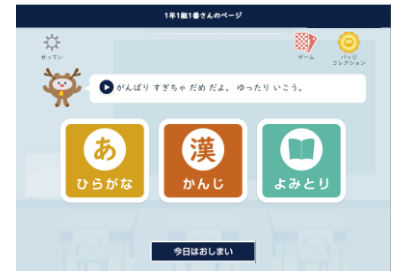 1年1組1番さんのページ
せってい
ゲーム
バッジ
コレクション
がんばり すぎちゃ だめ だよ。 ゆったり いこう。
あ
ひらがな
漢
かんじ
よみとり
今日はおしまい